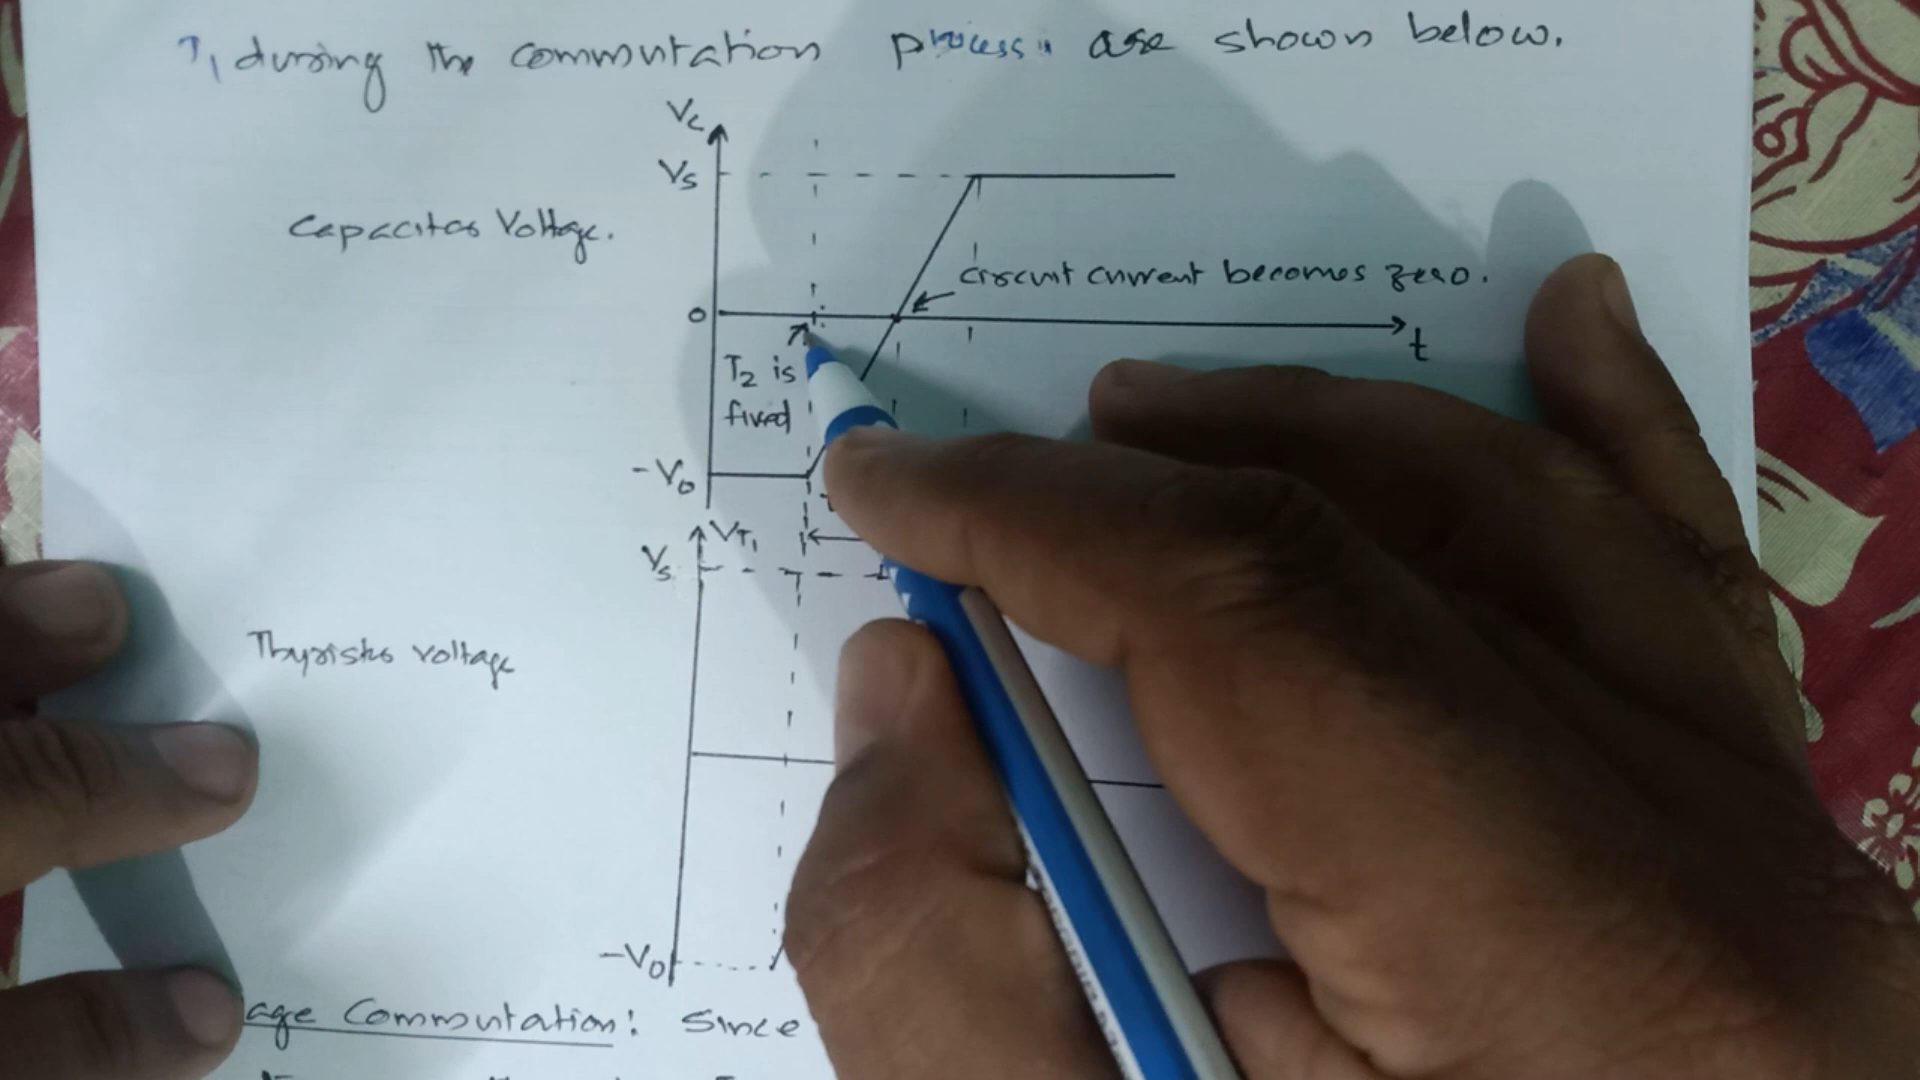 T1 during the commutation process are shown below.
Vc
Vs
Capacitor Voltage.
circuit current becomes zero.
0
t
T2 is
fired
-V0
VT1
Vs
Thyristor voltage
-V0
age Commutation: Since